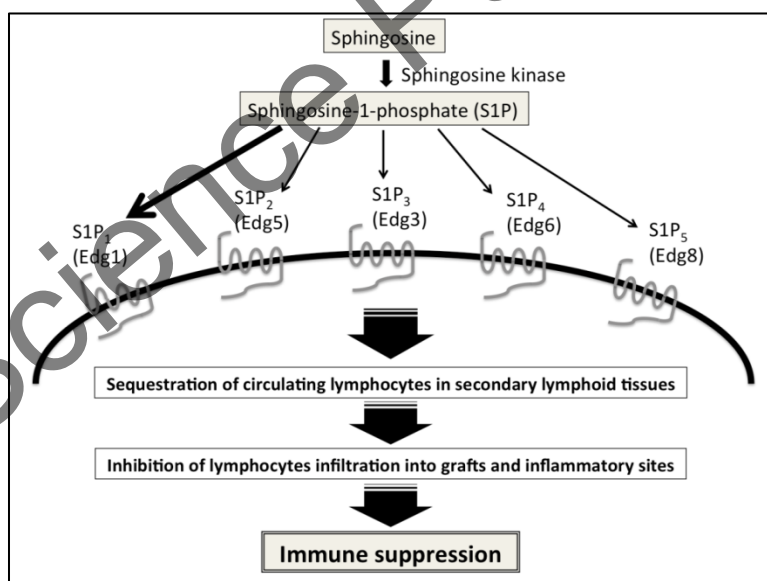 Sphingosine
Sphingosine kinase
Sphingosine-1-phosphate (S1P)
S1P₁
(Edg1)
S1P₂
(Edg5)
S1P₃
(Edg3)
S1P₄
(Edg6)
S1P₅
(Edg8)
Sequestration of circulating lymphocytes in secondary lymphoid tissues
Inhibition of lymphocytes infiltration into grafts and inflammatory sites
Immune suppression
Science